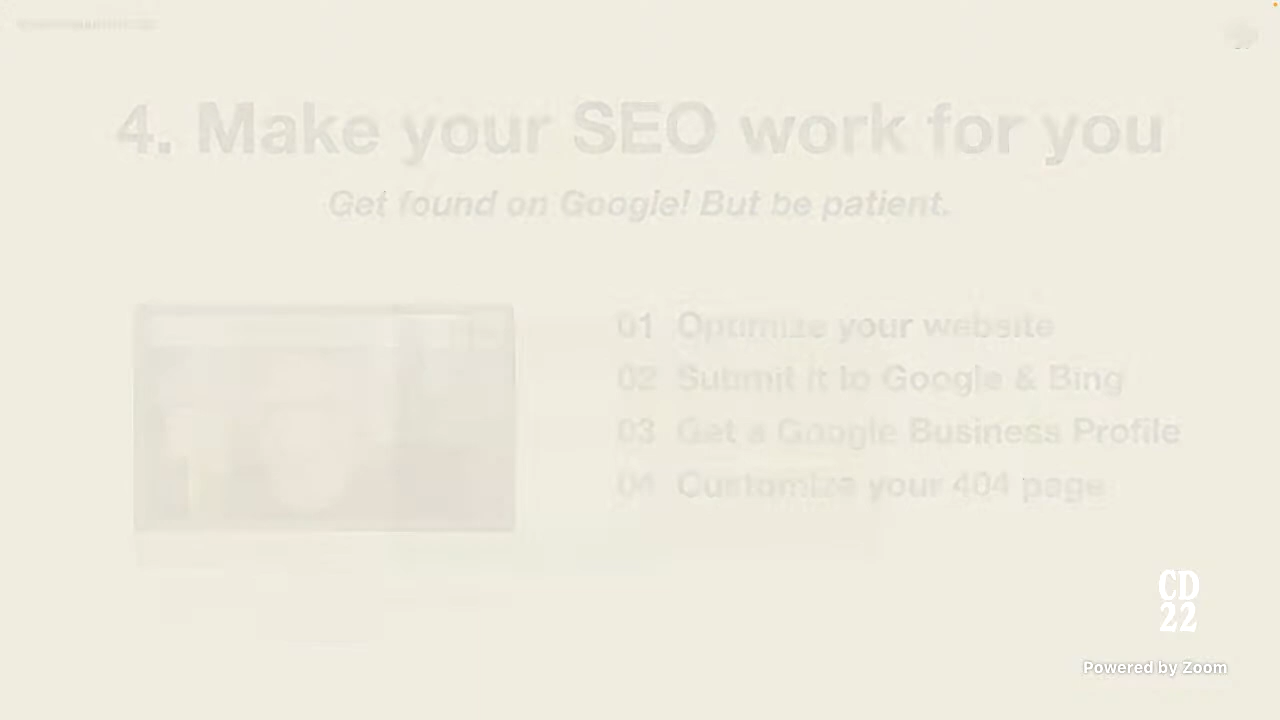 4. Make your SEO work for you
Get found on Google! But be patient.
01 Optimize your website
02 Submit it to Google & Bing
03 Get a Google Business Profile
04 Customize your 404 page
CD
22
Powered by Zoom